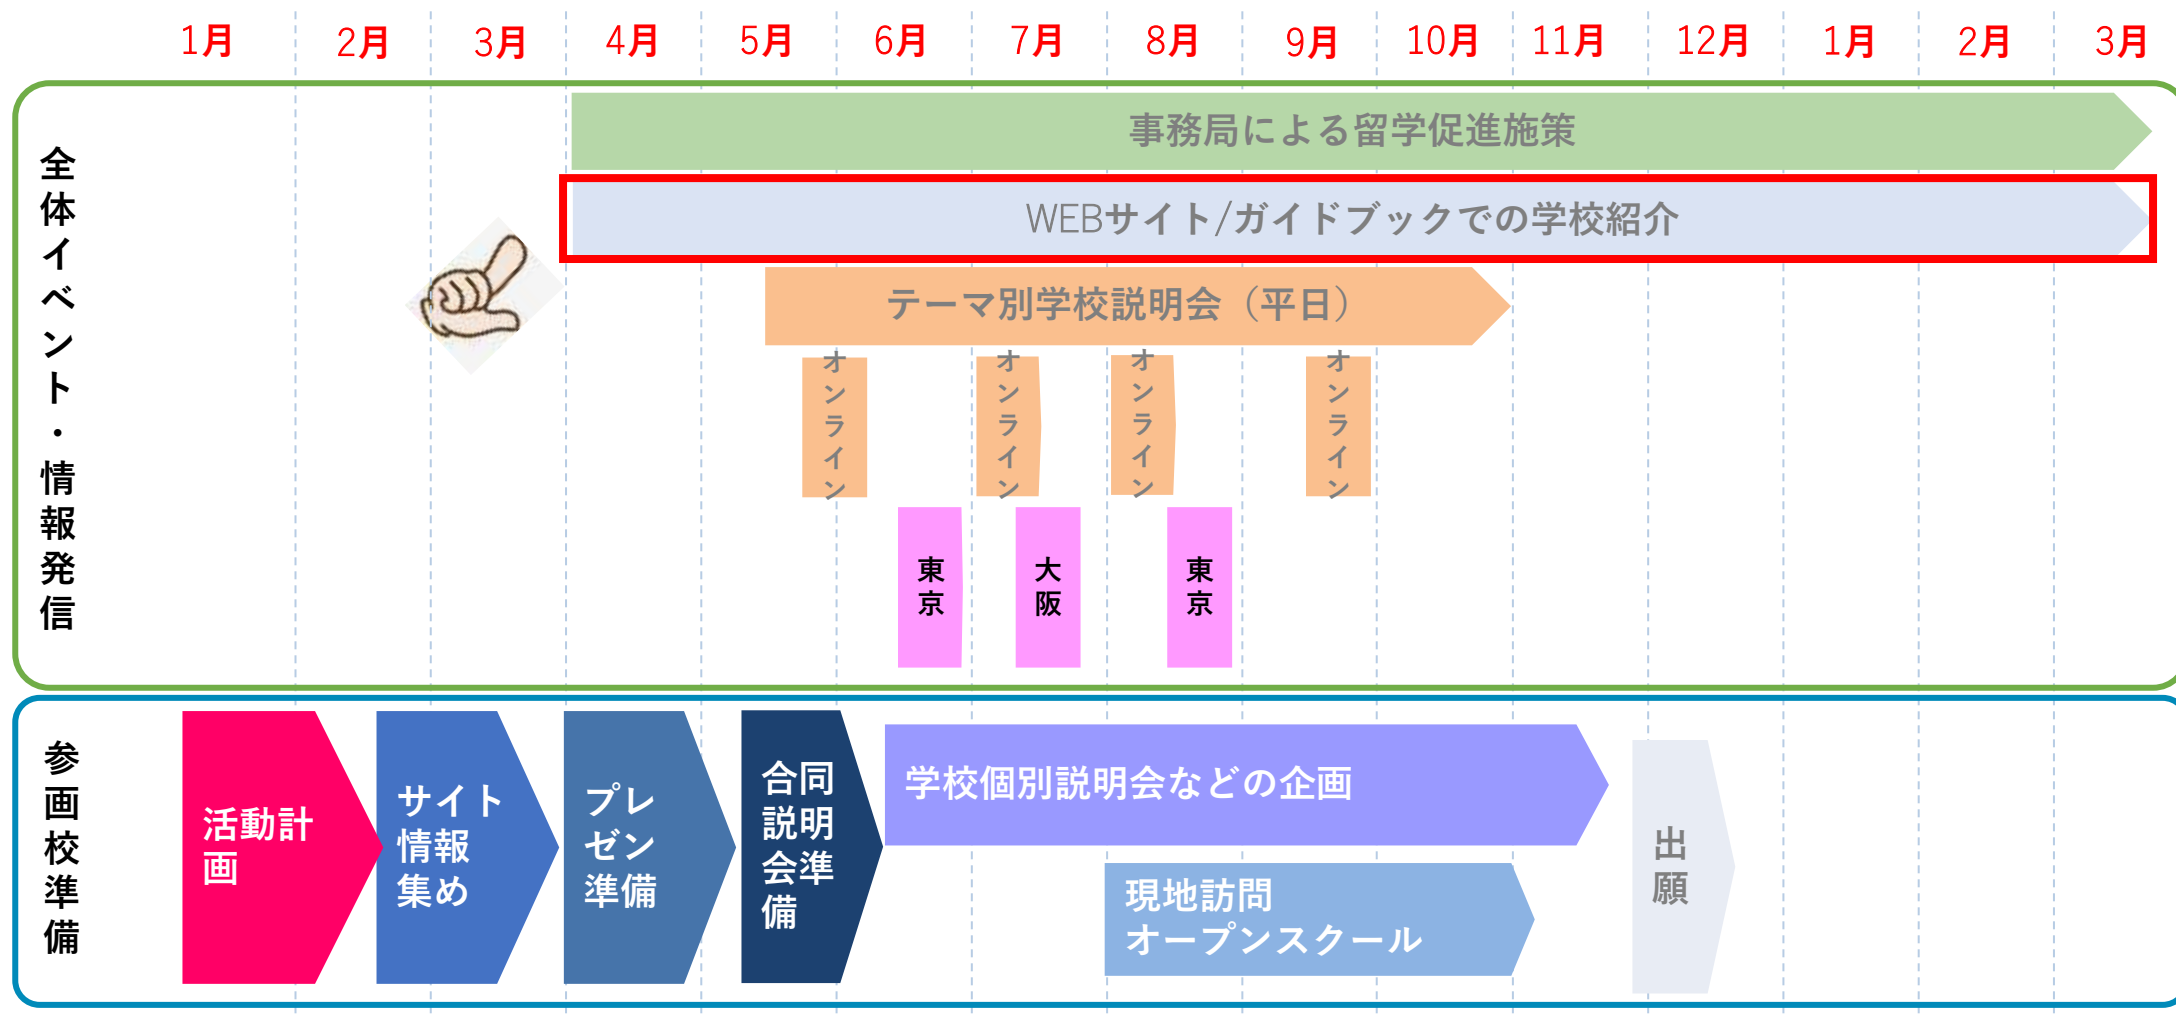 1月 2月 3月 4月 5月 6月 7月 8月 9月 10月 11月 12月 1月 2月 3月
全体イベント・情報発信
事務局による留学促進施策
WEBサイト/ガイドブックでの学校紹介
テーマ別学校説明会（平日）
オンライン
オンライン
オンライン
オンライン
東京
大阪
東京
参画校準備
活動計
画
サイト
情報
集め
プレ
ゼン
準備
合同
説明
会準
備
学校個別説明会などの企画
現地訪問
オープンスクール
出
願